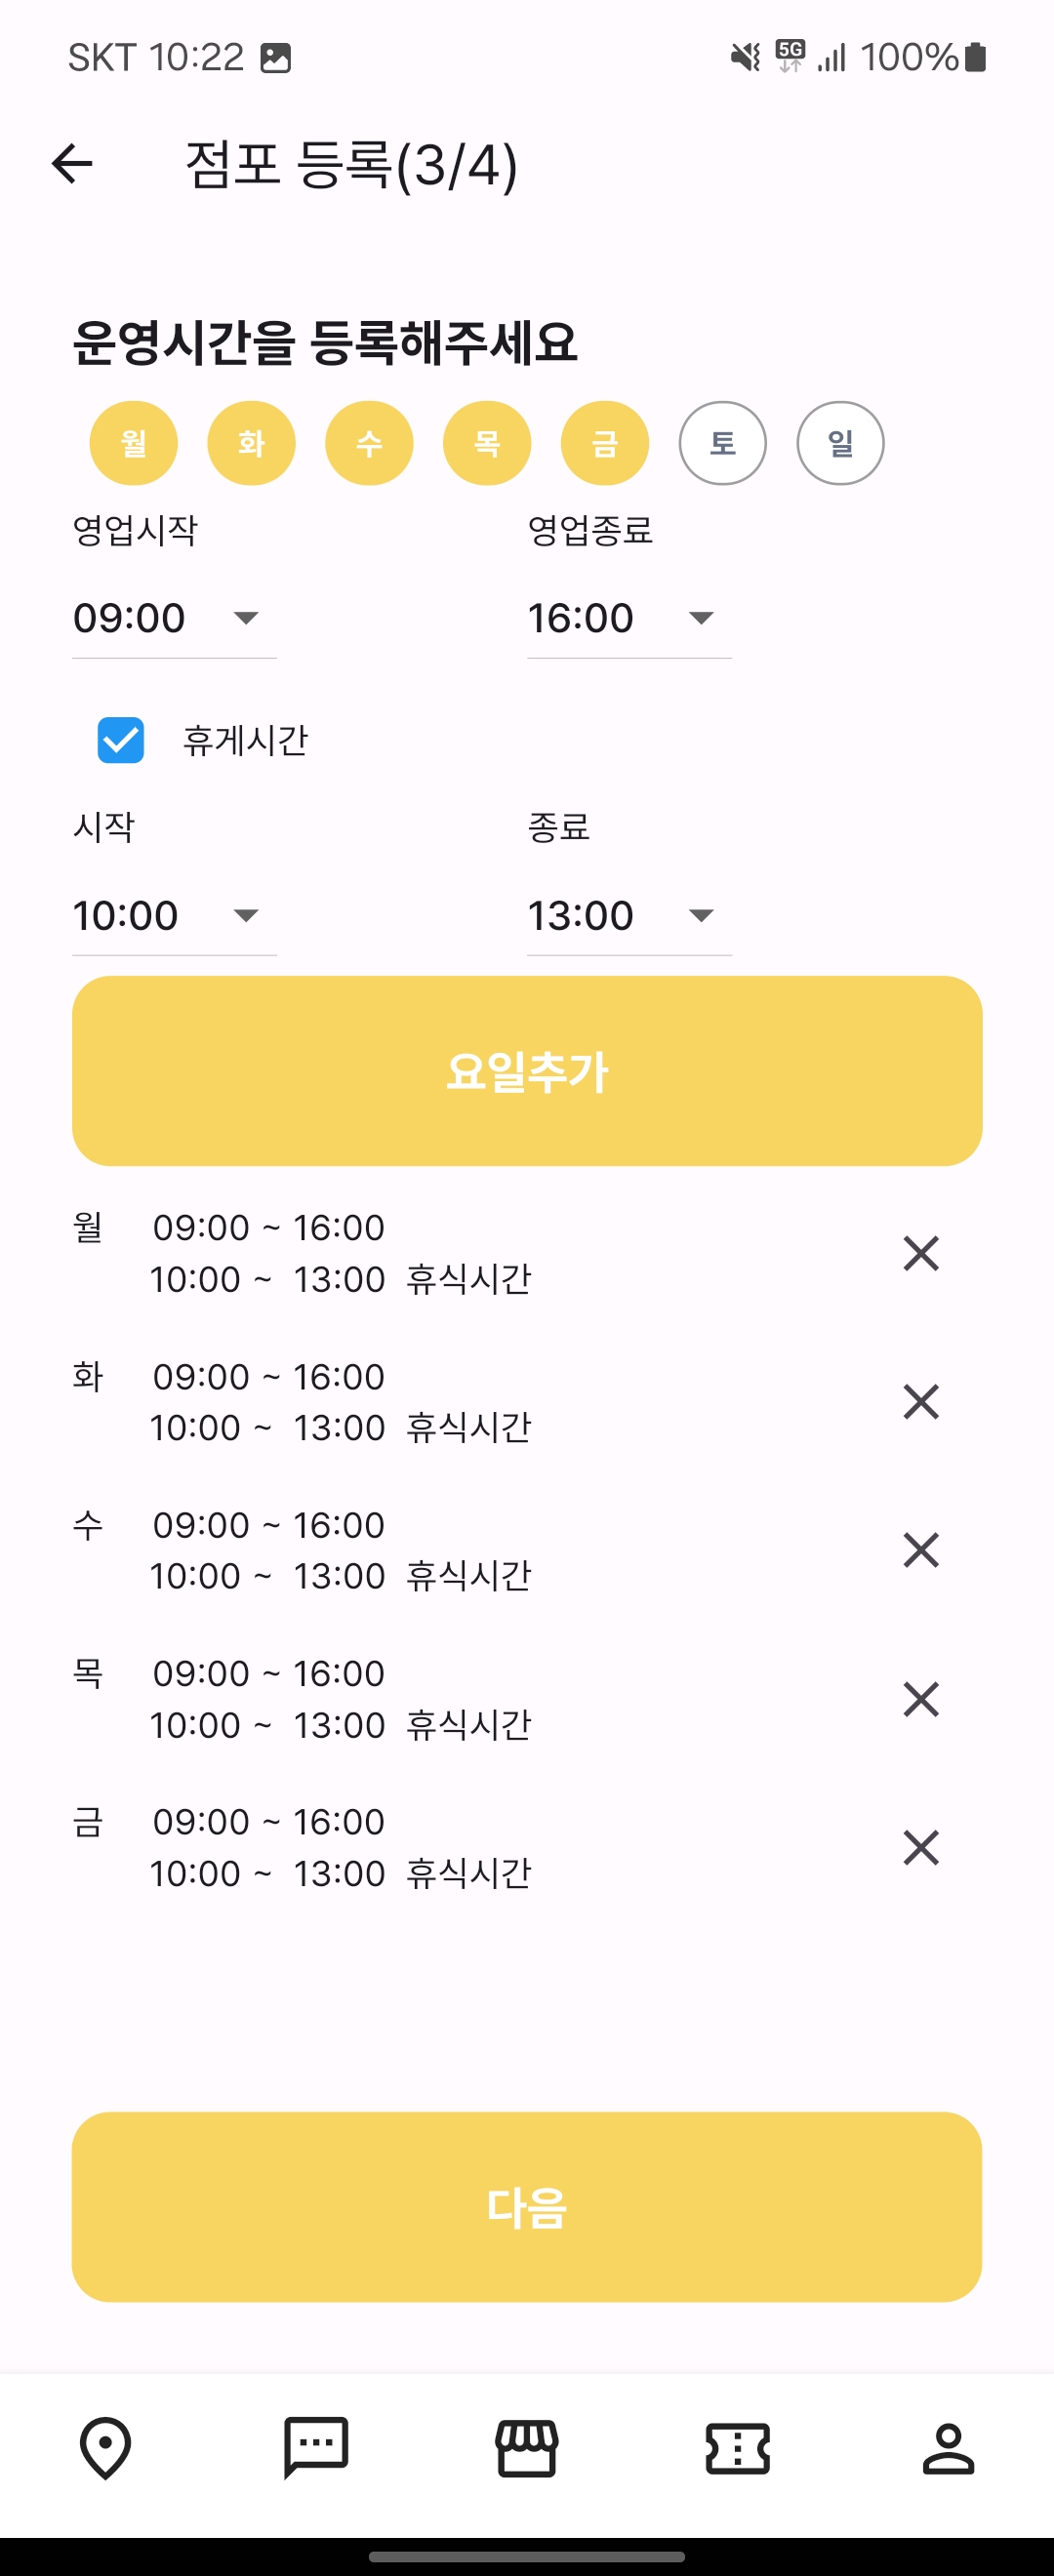 SKT 10:22 5G 100%
점포 등록(3/4)
운영시간을 등록해주세요
월 화 수 목 금 토 일
영업시작 영업종료
09:00 16:00
휴게시간
시작 종료
10:00 13:00
요일추가
월 09:00 ~ 16:00
10:00 ~ 13:00 휴식시간
화 09:00 ~ 16:00
10:00 ~ 13:00 휴식시간
수 09:00 ~ 16:00
10:00 ~ 13:00 휴식시간
목 09:00 ~ 16:00
10:00 ~ 13:00 휴식시간
금 09:00 ~ 16:00
10:00 ~ 13:00 휴식시간
다음